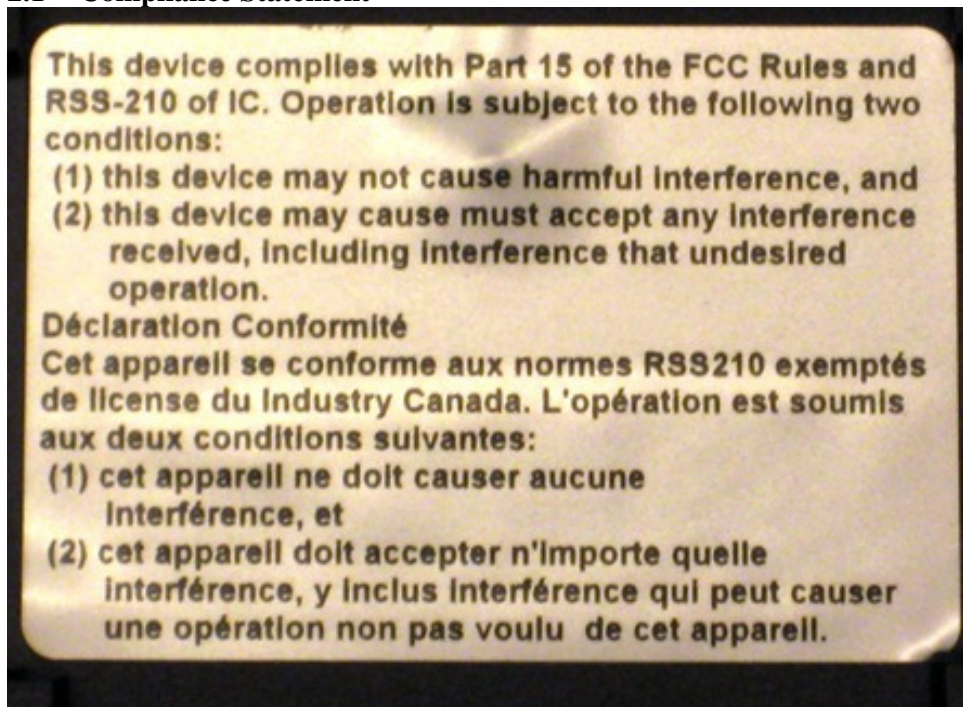 2.1 Compliance Statement
This device complies with Part 15 of the FCC Rules and
RSS-210 of IC. Operation is subject to the following two
conditions:
(1) this device may not cause harmful interference, and
(2) this device may cause must accept any interference
received, including interference that undesired
operation.
Déclaration Conformité
Cet appareil se conforme aux normes RSS210 exemptés
de license du Industry Canada. L'opération est soumis
aux deux conditions suivantes:
(1) cet appareil ne doit causer aucune
interférence, et
(2) cet appareil doit accepter n'importe quelle
interférence, y inclus interférence qui peut causer
une opération non pas voulu de cet appareil.